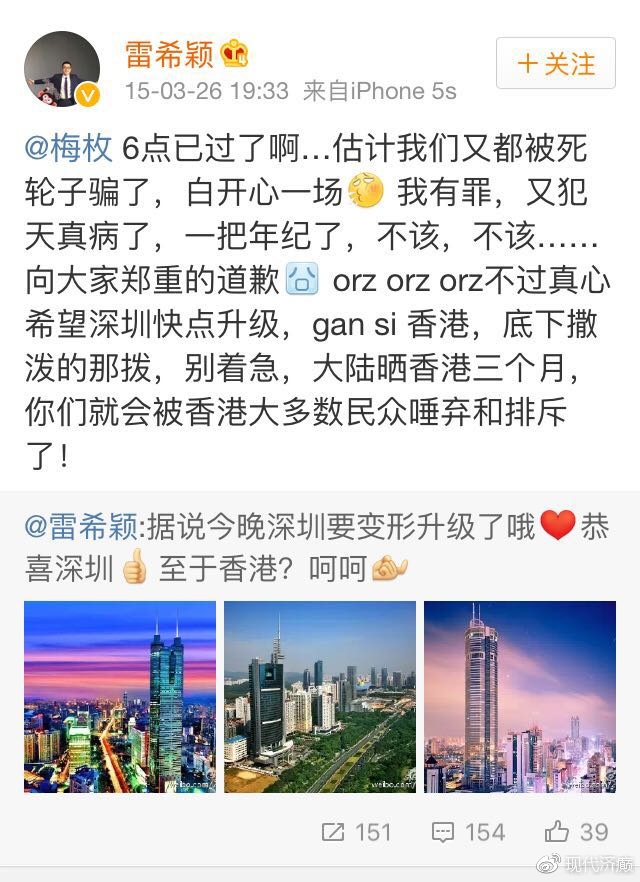 雷希颖
+关注
15-03-26 19:33 来自iPhone 5s
@梅枚 6点已过了啊…估计我们又都被死
轮子骗了，白开心一场 我有罪，又犯
天真病了，一把年纪了，不该，不该……
向大家郑重的道歉 orz orz orz不过真心
希望深圳快点升级，gan si 香港，底下撒
泼的那拨，别着急，大陆晒香港三个月，
你们就会被香港大多数民众唾弃和排斥
了！
@雷希颖:据说今晚深圳要变形升级了哦❤恭
喜深圳👍 至于香港？呵呵
weibo.com/
weibo.com/
weibo.com/
151
154
39
现代济癫